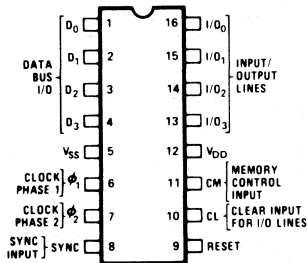 D0 1 16 I/O0
DATA BUS I/O
D1 2 15 I/O1
INPUT/ OUTPUT LINES
D2 3 14 I/O2
D3 4 13 I/O3
VSS 5 12 VDD
CLOCK PHASE 1 ϕ1 6 11 CM MEMORY CONTROL INPUT
CLOCK PHASE 2 ϕ2 7 10 CL CLEAR INPUT FOR I/O LINES
SYNC INPUT SYNC 8 9 RESET